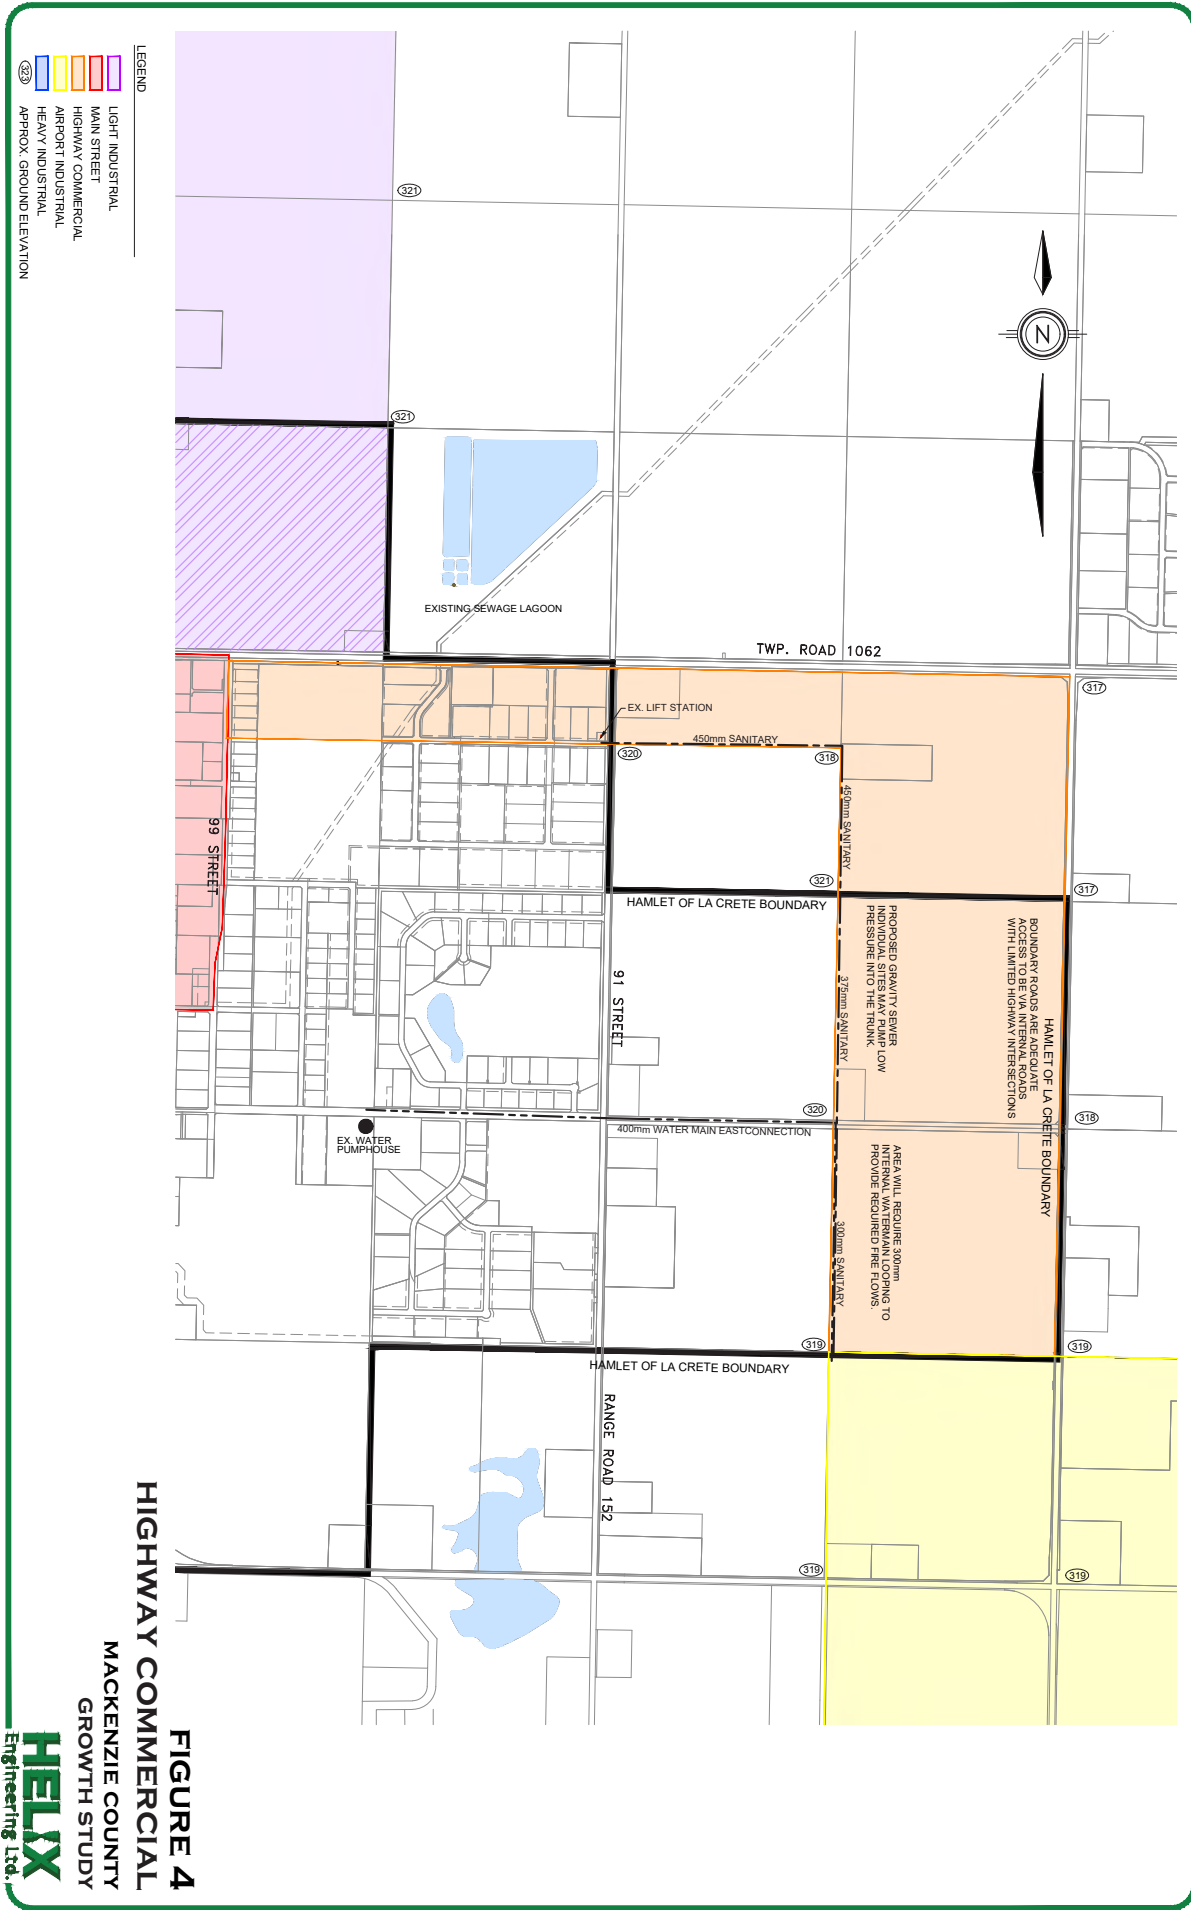 LEGEND
LIGHT INDUSTRIAL
MAIN STREET
HIGHWAY COMMERCIAL
AIRPORT INDUSTRIAL
HEAVY INDUSTRIAL
323 APPROX. GROUND ELEVATION
321
N
321
EXISTING SEWAGE LAGOON
TWP. ROAD 1062
317
EX. LIFT STATION
450mm SANITARY
320
318
450mm SANITARY
99 STREET
321
317
HAMLET OF LA CRETE BOUNDARY
PROPOSED GRAVITY SEWER
INDIVIDUAL SITES MAY PUMP LOW
PRESSURE INTO THE TRUNK
BOUNDARY ROADS ARE ADEQUATE
ACCESS TO BE VIA INTERNAL ROADS
WITH LIMITED HIGHWAY INTERSECTIONS
HAMLET OF LA CRETE BOUNDARY
91 STREET
375mm SANITARY
320
318
400mm WATER MAIN EASTCONNECTION
EX. WATER
PUMPHOUSE
AREA WILL REQUIRE 300mm
INTERNAL WATERMAIN LOOPING TO
PROVIDE REQUIRED FIRE FLOWS.
300mm SANITARY
319
319
HAMLET OF LA CRETE BOUNDARY
RANGE ROAD 152
319
319
FIGURE 4
HIGHWAY COMMERCIAL
MACKENZIE COUNTY
GROWTH STUDY
HELIX
Engineering Ltd.